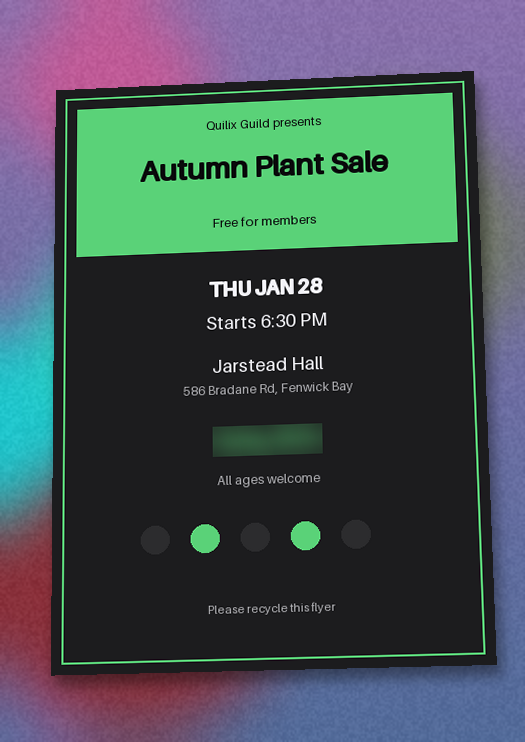 Quilix Guild presents
Autumn Plant Sale
Free for members
THU JAN 28
Starts 6:30 PM
Jarstead Hall
586 Bradane Rd, Fenwick Bay
All ages welcome
Please recycle this flyer